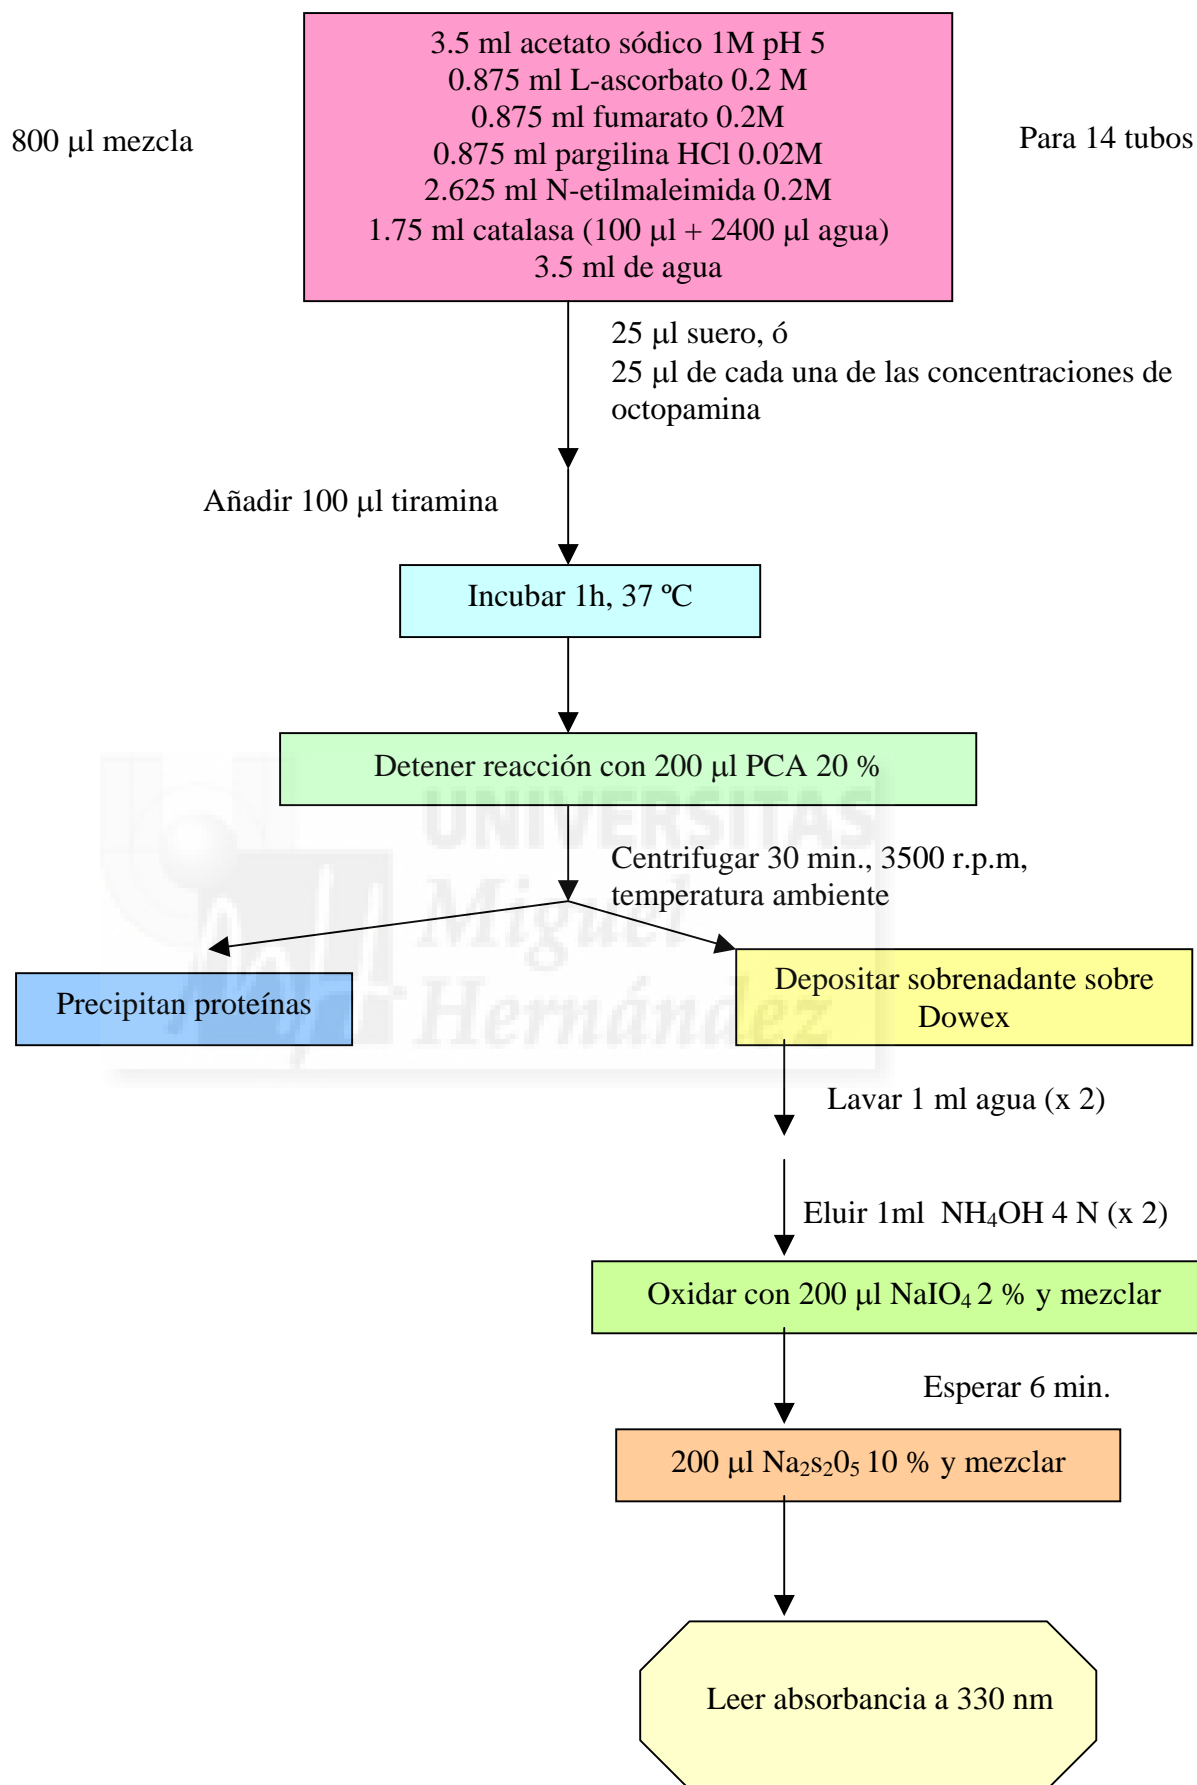 3.5 ml acetato sódico 1M pH 5
0.875 ml L-ascorbato 0.2 M
0.875 ml fumarato 0.2M
0.875 ml pargilina HCl 0.02M
2.625 ml N-etilmaleimida 0.2M
1.75 ml catalasa (100 μl + 2400 μl agua)
3.5 ml de agua
800 μl mezcla
Para 14 tubos
25 μl suero, ó
25 μl de cada una de las concentraciones de
octopamina
Añadir 100 μl tiramina
Incubar 1h, 37 ºC
Detener reacción con 200 μl PCA 20 %
UNIVERSITAS
Miguel
Hernández
Centrifugar 30 min., 3500 r.p.m,
temperatura ambiente
Precipitan proteínas
Depositar sobrenadante sobre
Dowex
Lavar 1 ml agua (x 2)
Eluir 1ml NH₄OH 4 N (x 2)
Oxidar con 200 μl NaIO₄ 2 % y mezclar
Esperar 6 min.
200 μl Na₂s₂0₅ 10 % y mezclar
Leer absorbancia a 330 nm